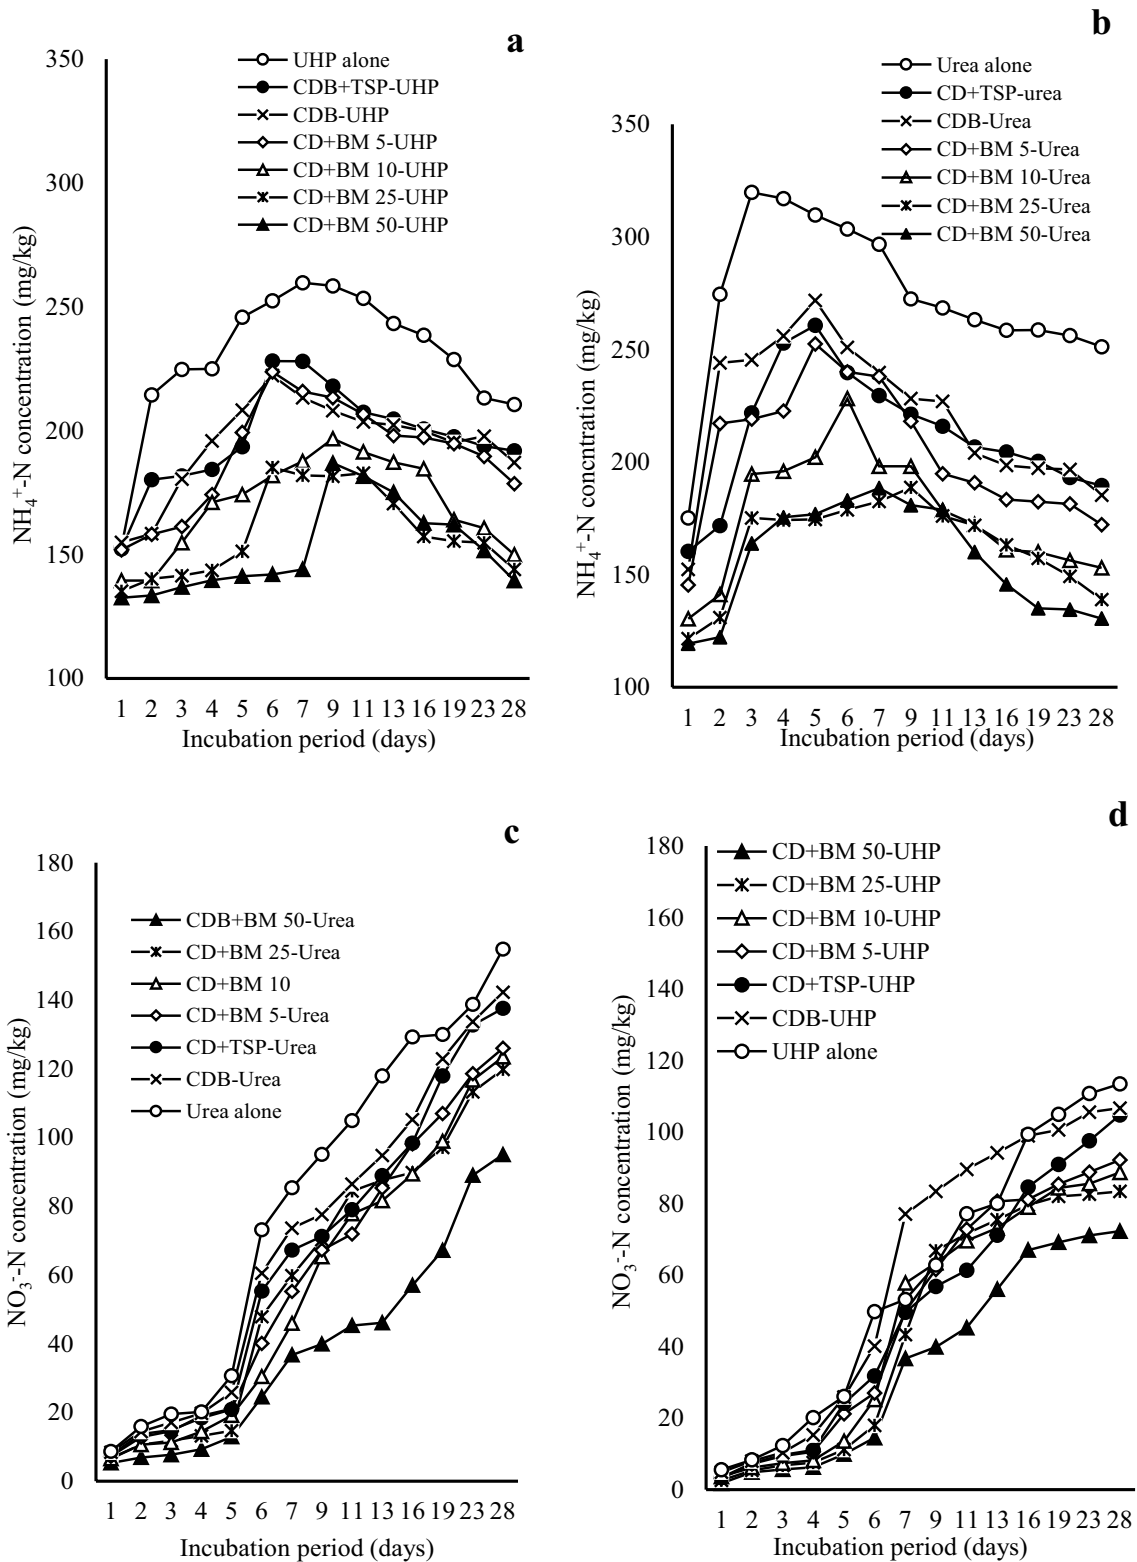 a
350
300
250
200
150
100
NH₄⁺-N concentration (mg/kg)
UHP alone
CDB+TSP-UHP
CDB-UHP
CD+BM 5-UHP
CD+BM 10-UHP
CD+BM 25-UHP
CD+BM 50-UHP
1 2 3 4 5 6 7 9 11 13 16 19 23 28
Incubation period (days)
b
350
300
250
200
150
100
NH₄⁺-N concntration (mg/kg)
Urea alone
CD+TSP-urea
CDB-Urea
CD+BM 5-Urea
CD+BM 10-Urea
CD+BM 25-Urea
CD+BM 50-Urea
1 2 3 4 5 6 7 9 11 13 16 19 23 28
Incubation period (days)
c
180
160
140
120
100
80
60
40
20
0
NO₃⁻-N concentration (mg/kg)
CDB+BM 50-Urea
CD+BM 25-Urea
CD+BM 10
CD+BM 5-Urea
CD+TSP-Urea
CDB-Urea
Urea alone
1 2 3 4 5 6 7 9 11 13 16 19 23 28
Incubation period (days)
d
180
160
140
120
100
80
60
40
20
0
NO₃⁻-N concentration (mg/kg)
CD+BM 50-UHP
CD+BM 25-UHP
CD+BM 10-UHP
CD+BM 5-UHP
CD+TSP-UHP
CDB-UHP
UHP alone
1 2 3 4 5 6 7 9 11 13 16 19 23 28
Incubation period (days)